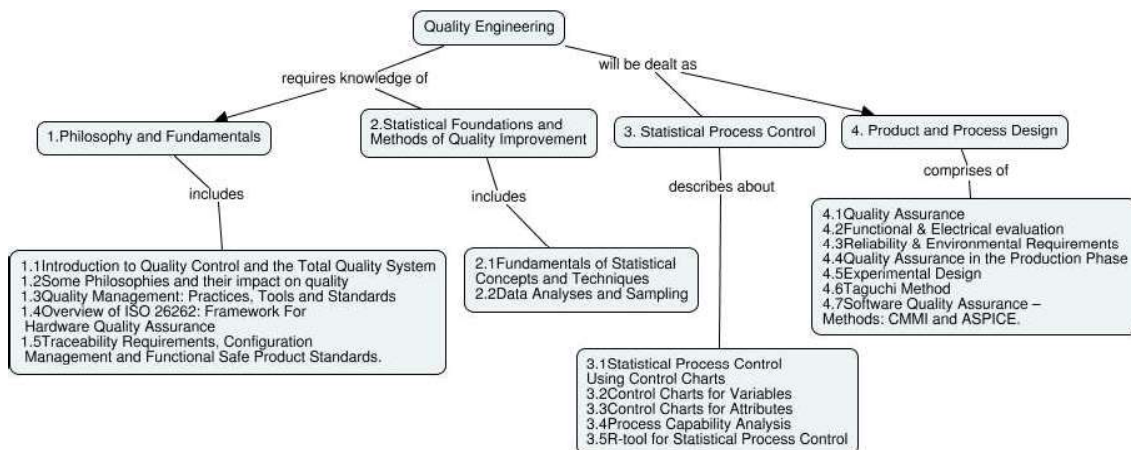 Quality Engineering
requires knowledge of
will be dealt as
1.Philosophy and Fundamentals
2.Statistical Foundations and
Methods of Quality Improvement
3. Statistical Process Control
4. Product and Process Design
includes
includes
describes about
comprises of
1.1Introduction to Quality Control and the Total Quality System
1.2Some Philosophies and their impact on quality
1.3Quality Management: Practices, Tools and Standards
1.4Overview of ISO 26262: Framework For
Hardware Quality Assurance
1.5Traceability Requirements, Configuration
Management and Functional Safe Product Standards.
2.1Fundamentals of Statistical
Concepts and Techniques
2.2Data Analyses and Sampling
3.1Statistical Process Control
Using Control Charts
3.2Control Charts for Variables
3.3Control Charts for Attributes
3.4Process Capability Analysis
3.5R-tool for Statistical Process Control
4.1Quality Assurance
4.2Functional & Electrical evaluation
4.3Reliability & Environmental Requirements
4.4Quality Assurance in the Production Phase
4.5Experimental Design
4.6Taguchi Method
4.7Software Quality Assurance –
Methods: CMMI and ASPICE.